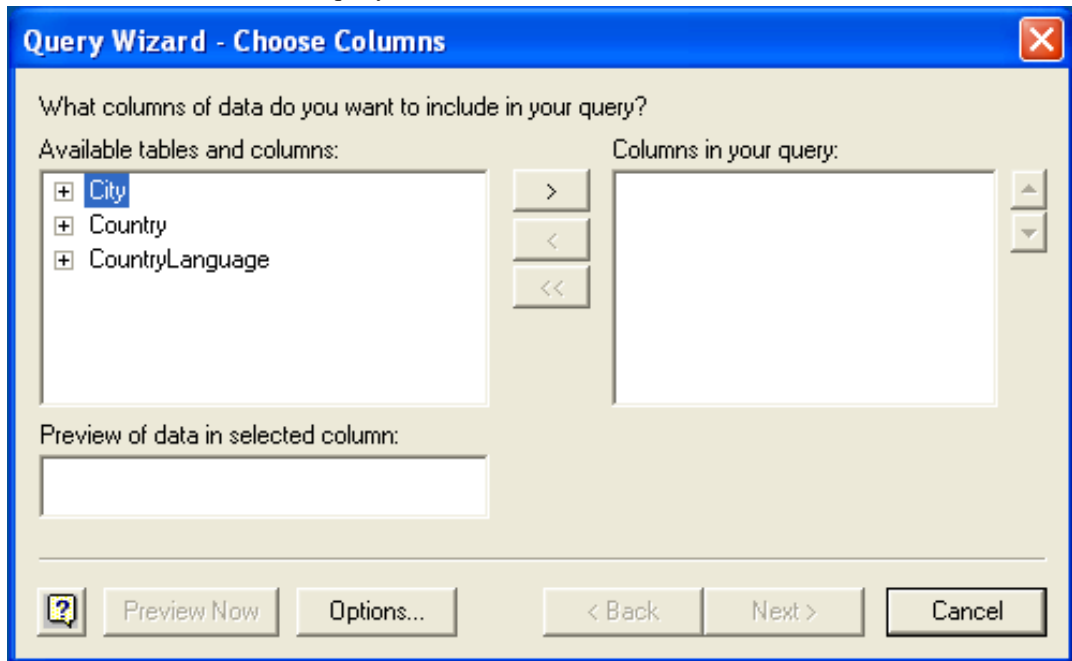 Query Wizard - Choose Columns
What columns of data do you want to include in your query?
Available tables and columns:
Columns in your query:
City
Country
CountryLanguage
>
<
<<
Preview of data in selected column:
Preview Now
Options...
< Back
Next >
Cancel